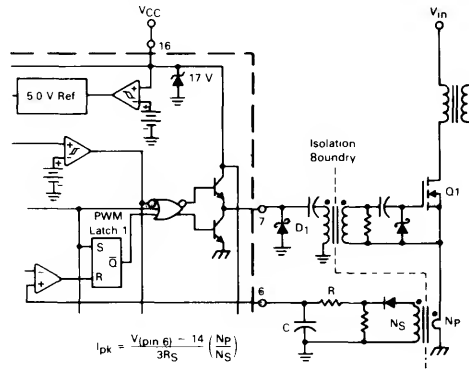 VCC
16
Vin
17 V
5.0 V Ref
+
-
+
-
Isolation
Boundry
Q1
7
D1
PWM
Latch 1
S
Q̅
R
-
+
6
R
C
NS
NP
Ipk = V(pin 6) − 14 / 3RS (NP / NS)